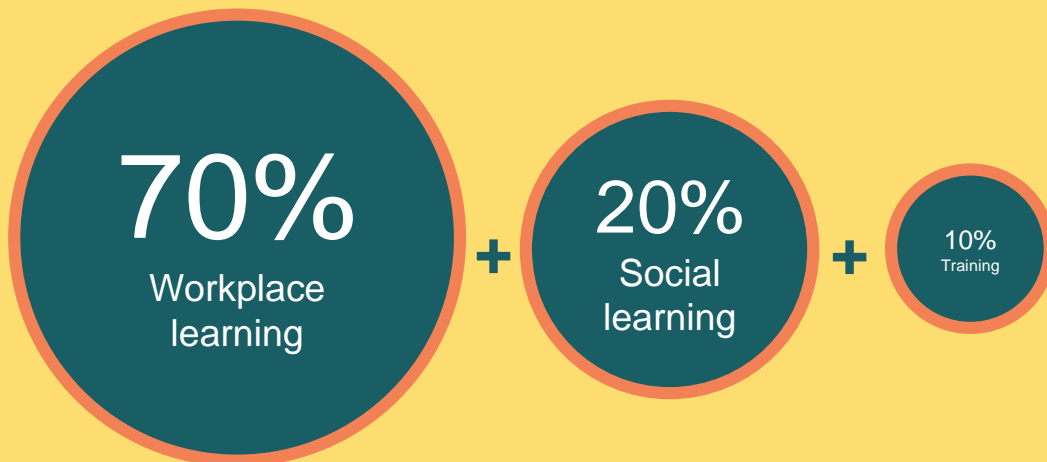 70%
Workplace
learning
+
20%
Social
learning
+
10%
Training